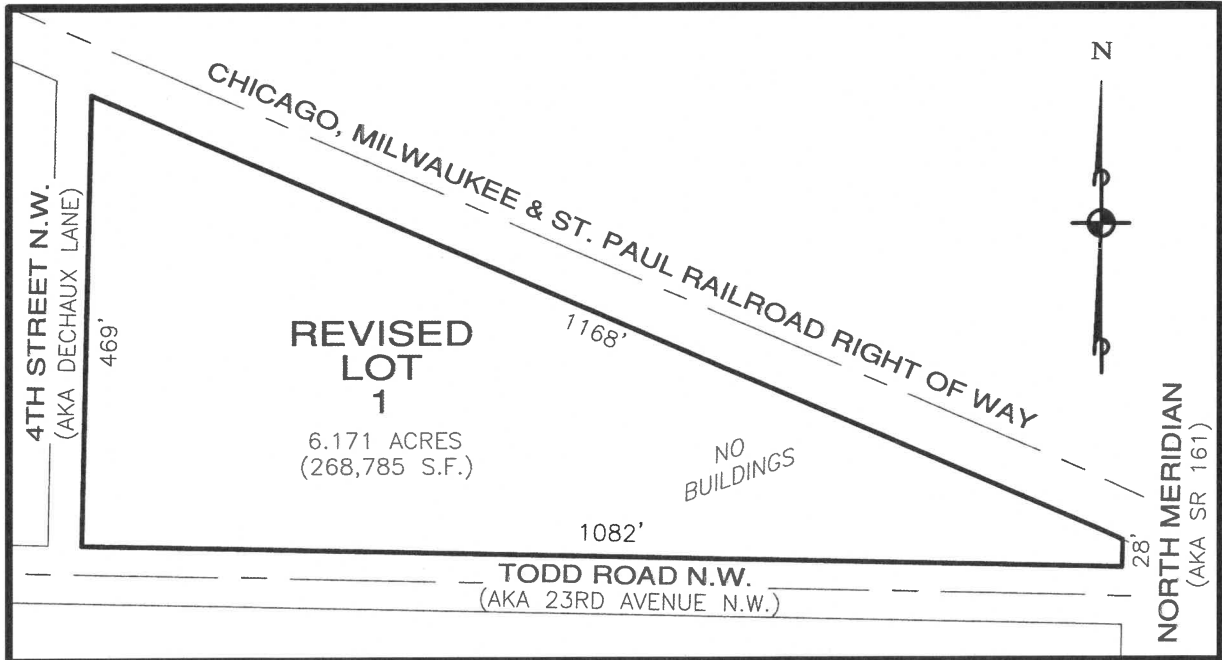 CHICAGO, MILWAUKEE & ST. PAUL RAILROAD RIGHT OF WAY
N
4TH STREET N.W.
(AKA DECHAUX LANE)
469'
REVISED
LOT
1
6.171 ACRES
(268,785 S.F.)
1168'
NO
BUILDINGS
1082'
28'
NORTH MERIDIAN
(AKA SR 161)
TODD ROAD N.W.
(AKA 23RD AVENUE N.W.)